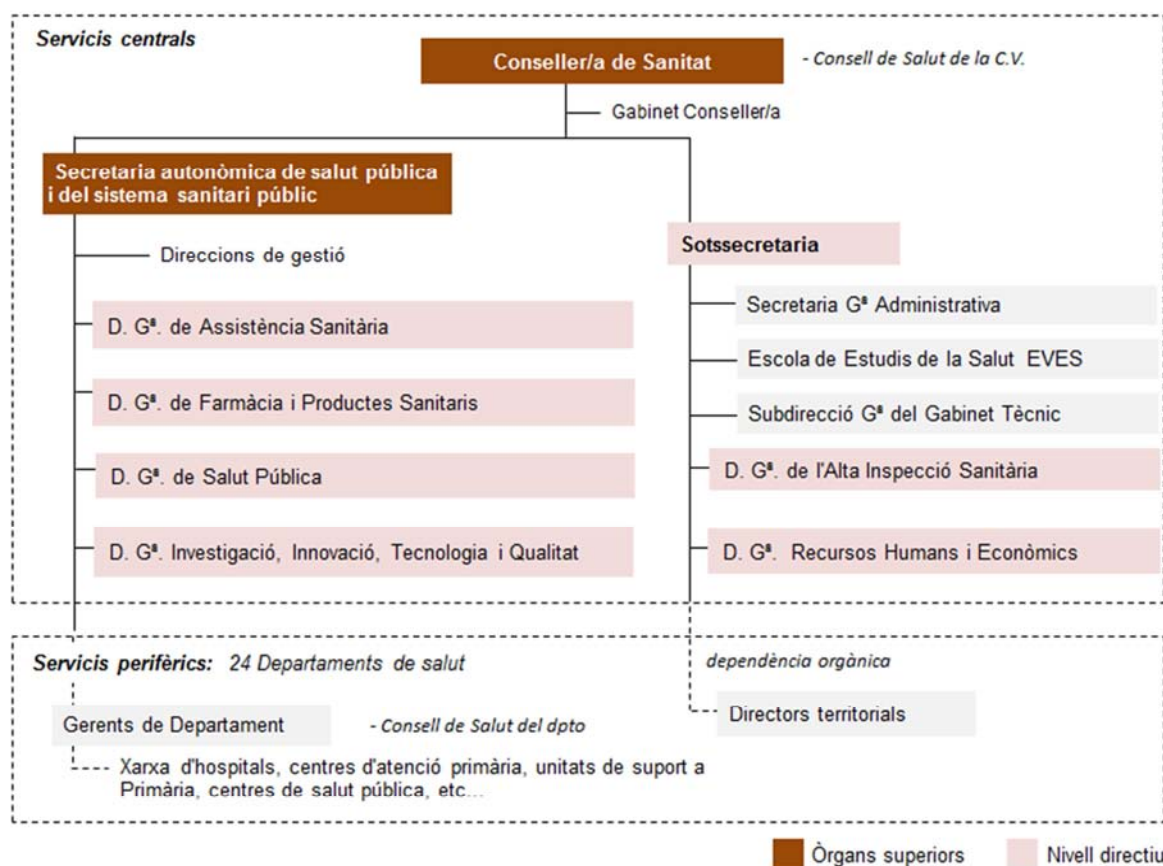 Servicis centrals
Conseller/a de Sanitat
- Consell de Salut de la C.V.
Gabinet Conseller/a
Secretaria autonòmica de salut pública
i del sistema sanitari públic
Direccions de gestió
D. Gª. de Assistència Sanitària
D. Gª. de Farmàcia i Productes Sanitaris
D. Gª. de Salut Pública
D. Gª. Investigació, Innovació, Tecnologia i Qualitat
Sotssecretaria
Secretaria Gª Administrativa
Escola de Estudis de la Salut EVES
Subdirecció Gª del Gabinet Tècnic
D. Gª. de l'Alta Inspecció Sanitària
D. Gª. Recursos Humans i Econòmics
Servicis perifèrics: 24 Departaments de salut
Gerents de Departament
- Consell de Salut del dpto
Xarxa d'hospitals, centres d'atenció primària, unitats de suport a
Primària, centres de salut pública, etc...
dependència orgànica
Directors territorials
Òrgans superiors
Nivell directiu